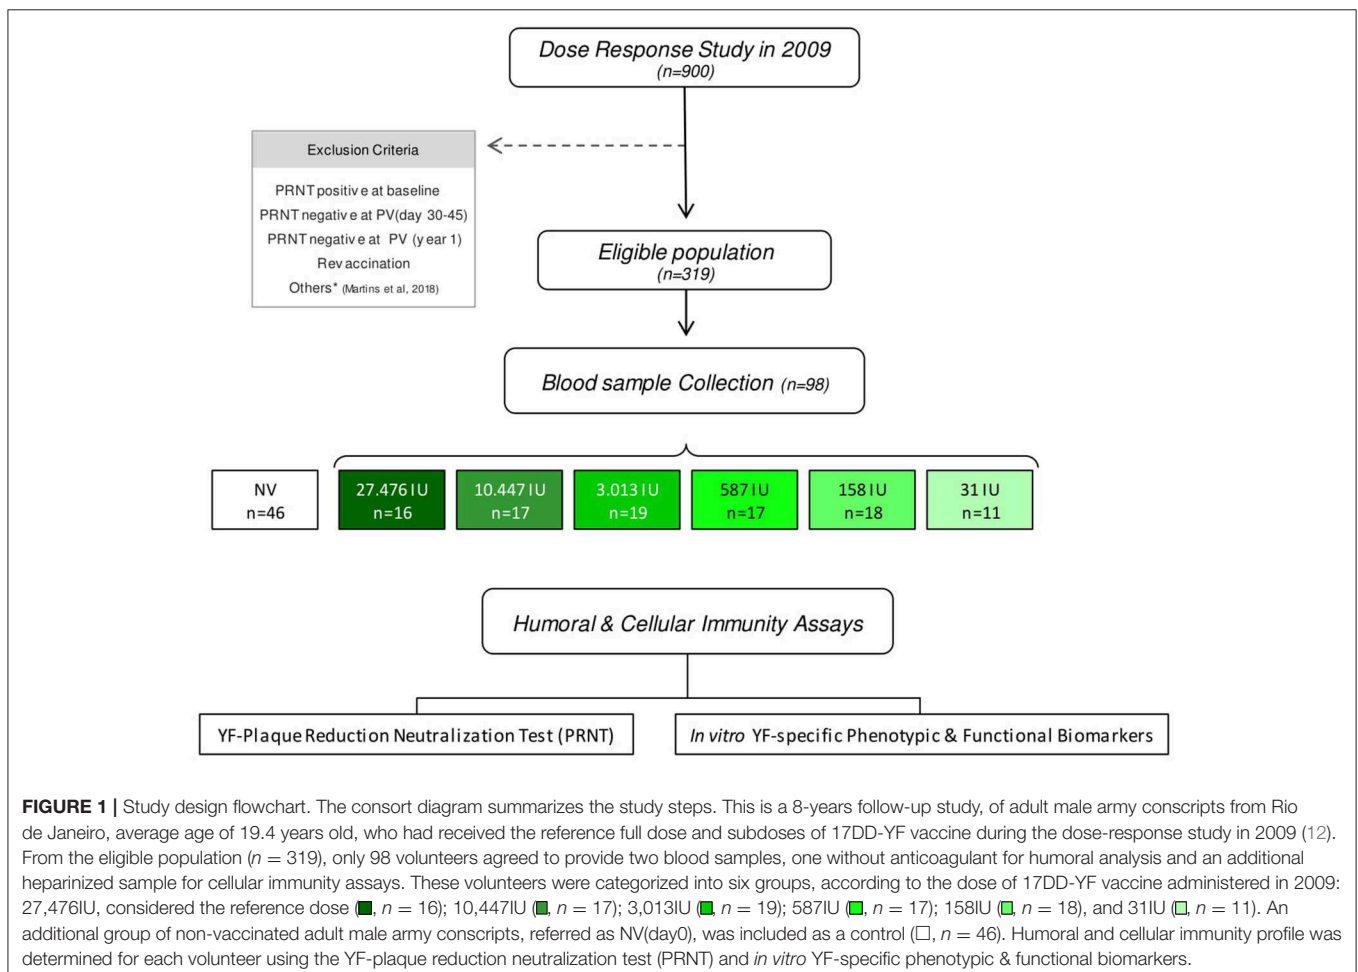 Dose Response Study in 2009
(n=900)
Exclusion Criteria
PRNT positive at baseline
PRNT negative at PV(day 30-45)
PRNT negative at PV (year 1)
Revaccination
Others* (Martins et al, 2018)
Eligible population
(n=319)
Blood sample Collection (n=98)
NV
n=46
27.476 IU
n=16
10.447 IU
n=17
3.013 IU
n=19
587 IU
n=17
158 IU
n=18
31 IU
n=11
Humoral & Cellular Immunity Assays
YF-Plaque Reduction Neutralization Test (PRNT)
In vitro YF-specific Phenotypic & Functional Biomarkers
FIGURE 1 | Study design flowchart. The consort diagram summarizes the study steps. This is a 8-years follow-up study, of adult male army conscripts from Rio
de Janeiro, average age of 19.4 years old, who had received the reference full dose and subdoses of 17DD-YF vaccine during the dose-response study in 2009 (12).
From the eligible population (n = 319), only 98 volunteers agreed to provide two blood samples, one without anticoagulant for humoral analysis and an additional
heparinized sample for cellular immunity assays. These volunteers were categorized into six groups, according to the dose of 17DD-YF vaccine administered in 2009:
27,476IU, considered the reference dose (■, n = 16); 10,447IU (■, n = 17); 3,013IU (■, n = 19); 587IU (■, n = 17); 158IU (■, n = 18), and 31IU (■, n = 11). An
additional group of non-vaccinated adult male army conscripts, referred as NV(day0), was included as a control (□, n = 46). Humoral and cellular immunity profile was
determined for each volunteer using the YF-plaque reduction neutralization test (PRNT) and in vitro YF-specific phenotypic & functional biomarkers.